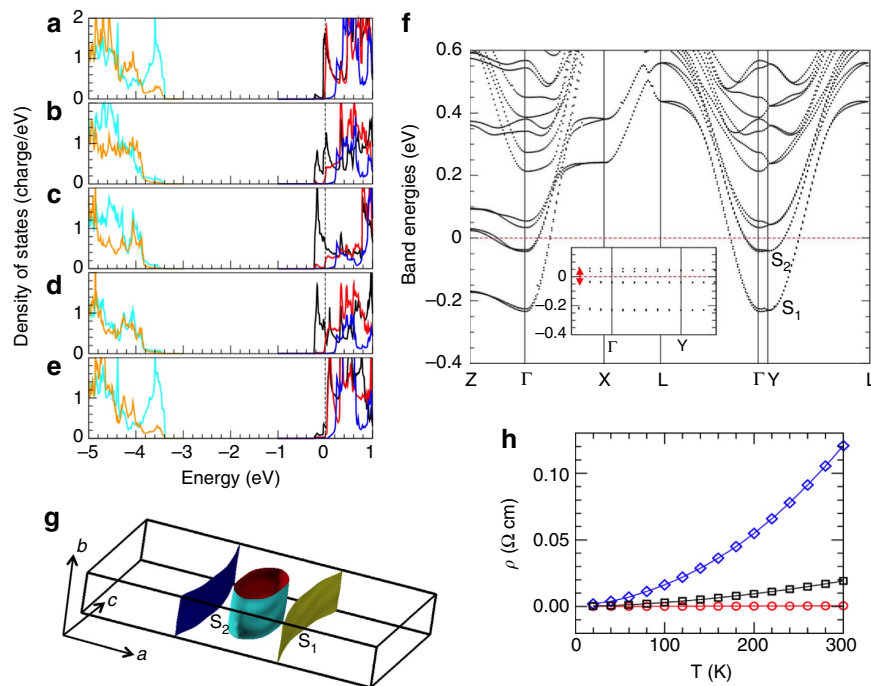 a
2
1
0
b
1
0
c
1
0
d
1
0
e
1
0
−5 −4 −3 −2 −1 0 1
Energy (eV)
Density of states (charge/eV)
f
0.6
0.4
0.2
0
−0.2
−0.4
Band energies (eV)
S2
S1
0
−0.2
−0.4
Γ Y
Z Γ X L Γ Y L
g
b
c
a
S2
S1
h
0.10
0.05
0.00
ρ (Ω cm)
0 100 200 300
T (K)